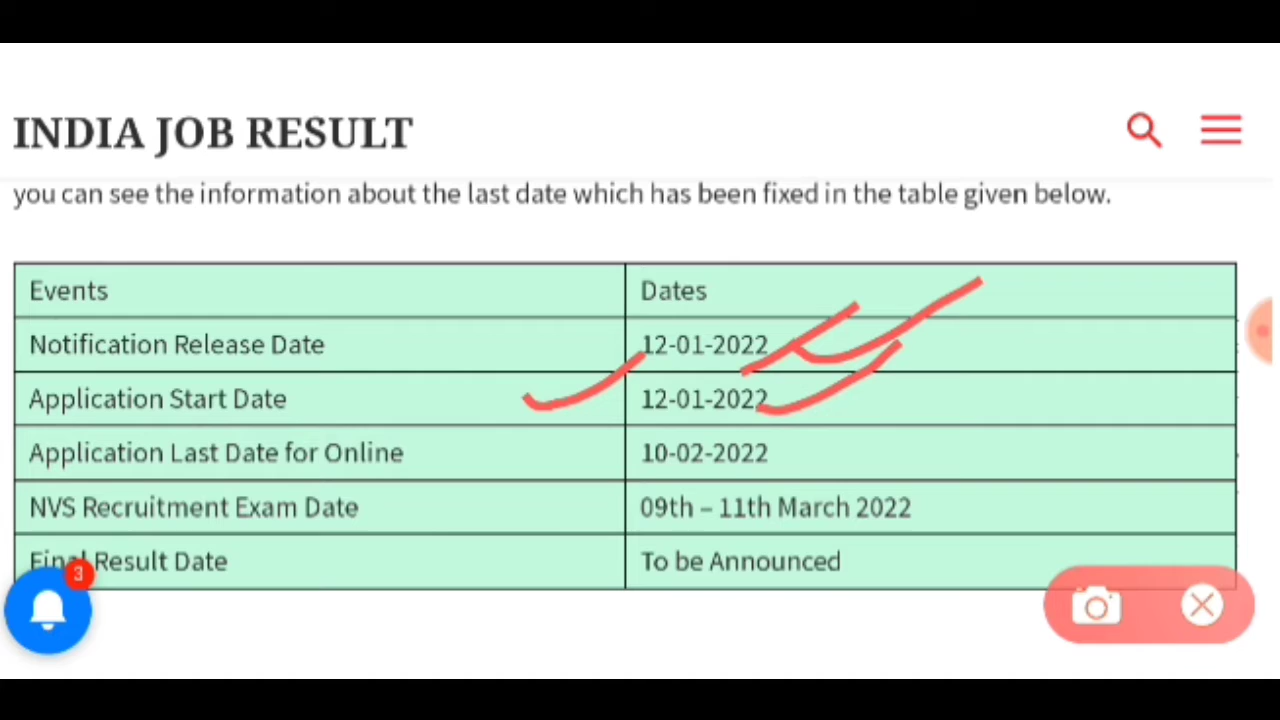 INDIA JOB RESULT
you can see the information about the last date which has been fixed in the table given below.
Events Dates
Notification Release Date 12-01-2022
Application Start Date 12-01-2022
Application Last Date for Online 10-02-2022
NVS Recruitment Exam Date 09th – 11th March 2022
Final Result Date To be Announced
3